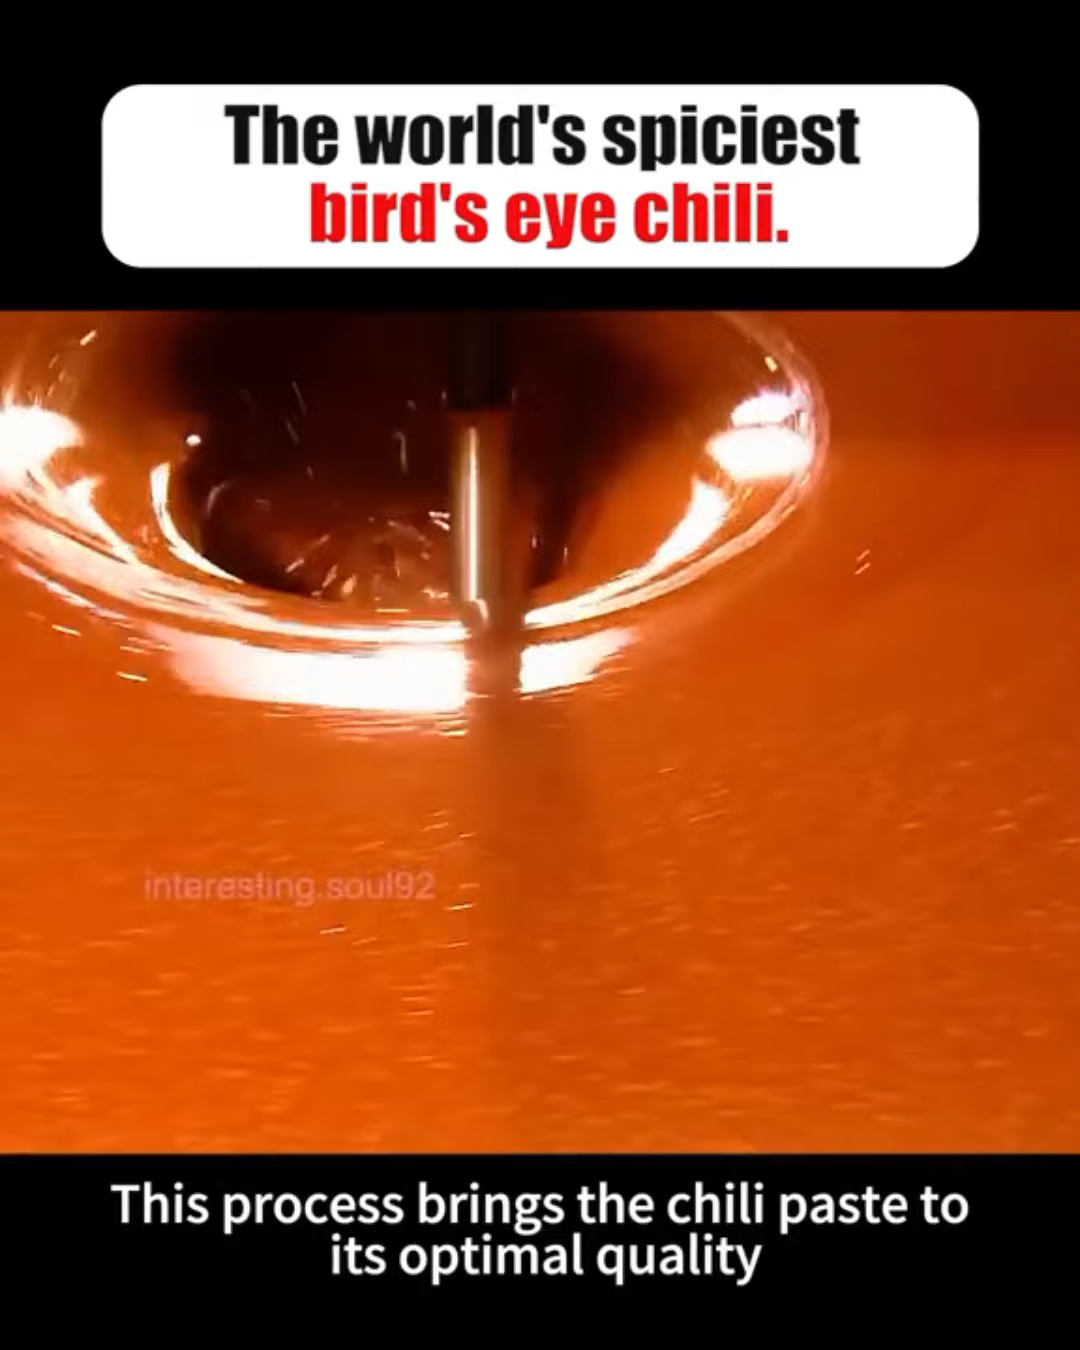 The world's spiciest
bird's eye chili.
interesting.soul92
This process brings the chili paste to
its optimal quality